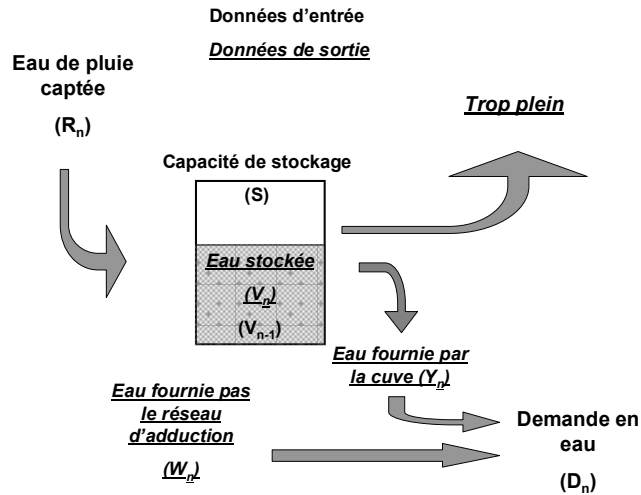 Données d'entrée
Données de sortie
Eau de pluie
captée
(Rn)
Trop plein
Capacité de stockage
(S)
Eau stockée
(Vn)
(Vn-1)
Eau fournie par
la cuve (Yn)
Eau fournie pas
le réseau
d'adduction
(Wn)
Demande en
eau
(Dn)